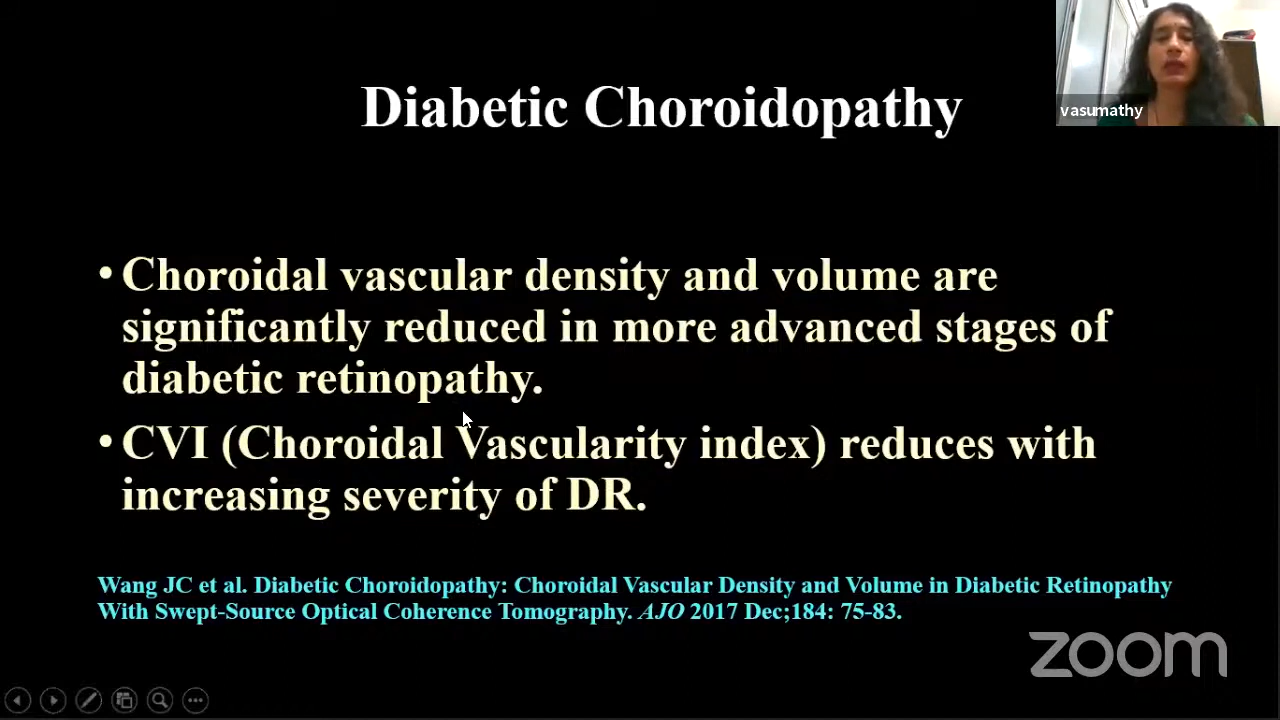 Diabetic Choroidopathy
vasumathy
• Choroidal vascular density and volume are
significantly reduced in more advanced stages of
diabetic retinopathy.
• CVI (Choroidal Vascularity index) reduces with
increasing severity of DR.
Wang JC et al. Diabetic Choroidopathy: Choroidal Vascular Density and Volume in Diabetic Retinopathy
With Swept-Source Optical Coherence Tomography. AJO 2017 Dec;184: 75-83.
zoom